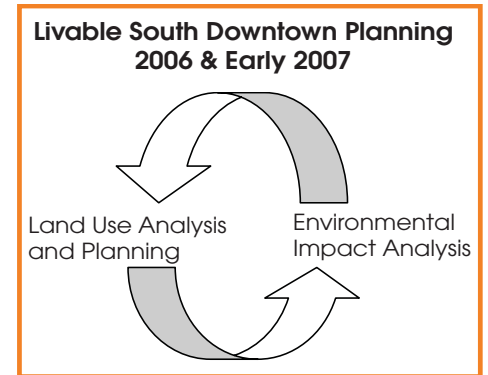 Livable South Downtown Planning
2006 & Early 2007
Land Use Analysis
and Planning
Environmental
Impact Analysis